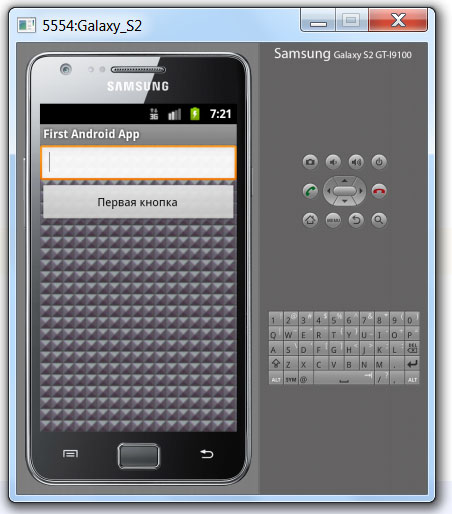 5554:Galaxy_S2
Samsung Galaxy S2 GT-I9100
SAMSUNG
3G 7:21
First Android App
Первая кнопка
MENU
1 2 3 4 5 6 7 8 9 0
Q W E R T Y U I O P
A S D F G H J K L DEL
Z X C V B N M .
ALT SYM @ / , ALT